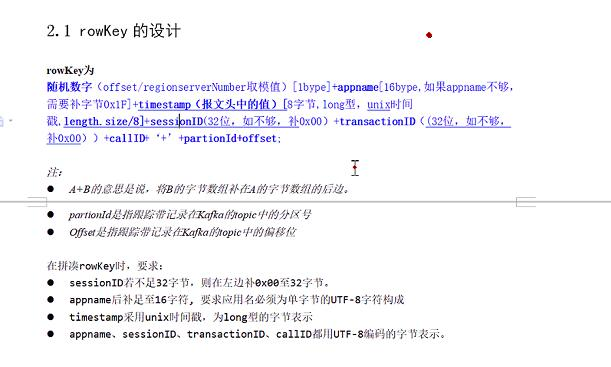 2.1 rowKey 的设计
rowKey为
随机数字（offset/regionserverNumber取模值）[1bype]+appname[16bype,如果appname不够,
需要补字节0x1F]+timestamp（报文头中的值）[8字节,long型, unix时间
戳,length.size/8]+sessionID(32位，如不够，补0x00）+transactionID（(32位，如不够，
补0x00））+callID+ ‘+’ +partionId+offset;
注:
● A+B的意思是说，将B的字节数组补在A的字节数组的后边。
● partionId是指跟踪带记录在Kafka的topic中的分区号
● Offset是指跟踪带记录在Kafka的topic中的偏移位
在拼凑rowKey时，要求：
● sessionID若不足32字节，则在左边补0x00至32字节。
● appname后补足至16字符, 要求应用名必须为单字节的UTF-8字符构成
● timestamp采用unix时间戳，为long型的字节表示
● appname、sessionID、transactionID、callID都用UTF-8编码的字节表示。